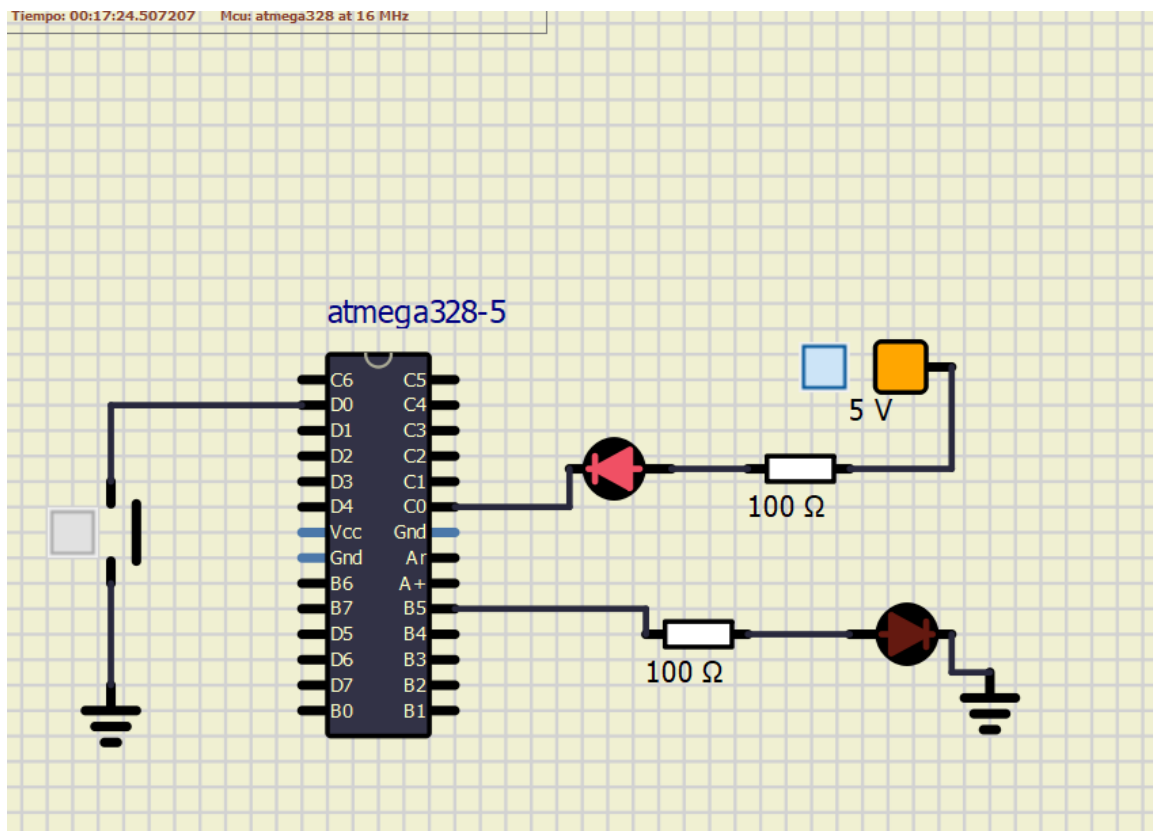 Tiempo: 00:17:24.507207 Mcu: atmega328 at 16 MHz
atmega328-5
C6 C5
D0 C4
D1 C3
D2 C2
D3 C1
D4 C0
Vcc Gnd
Gnd Ar
B6 A+
B7 B5
D5 B4
D6 B3
D7 B2
B0 B1
5 V
100 Ω
100 Ω